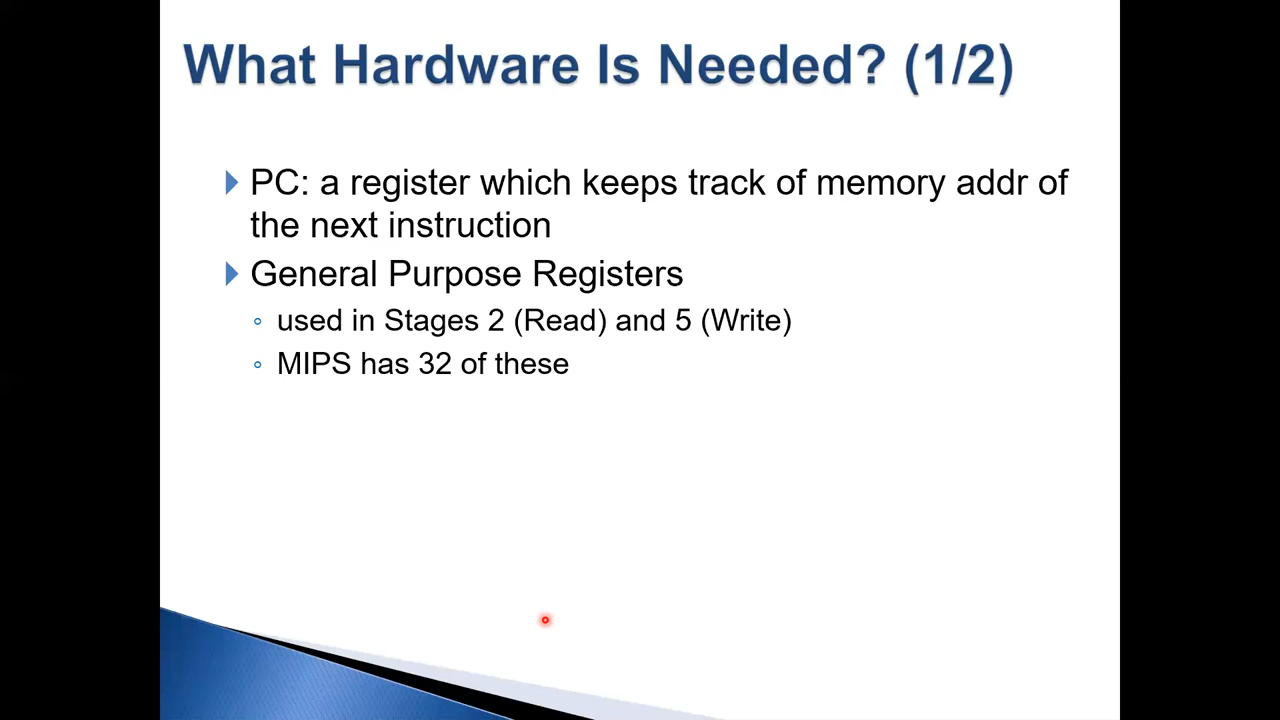 What Hardware Is Needed? (1/2)
PC: a register which keeps track of memory addr of
the next instruction
General Purpose Registers
used in Stages 2 (Read) and 5 (Write)
MIPS has 32 of these